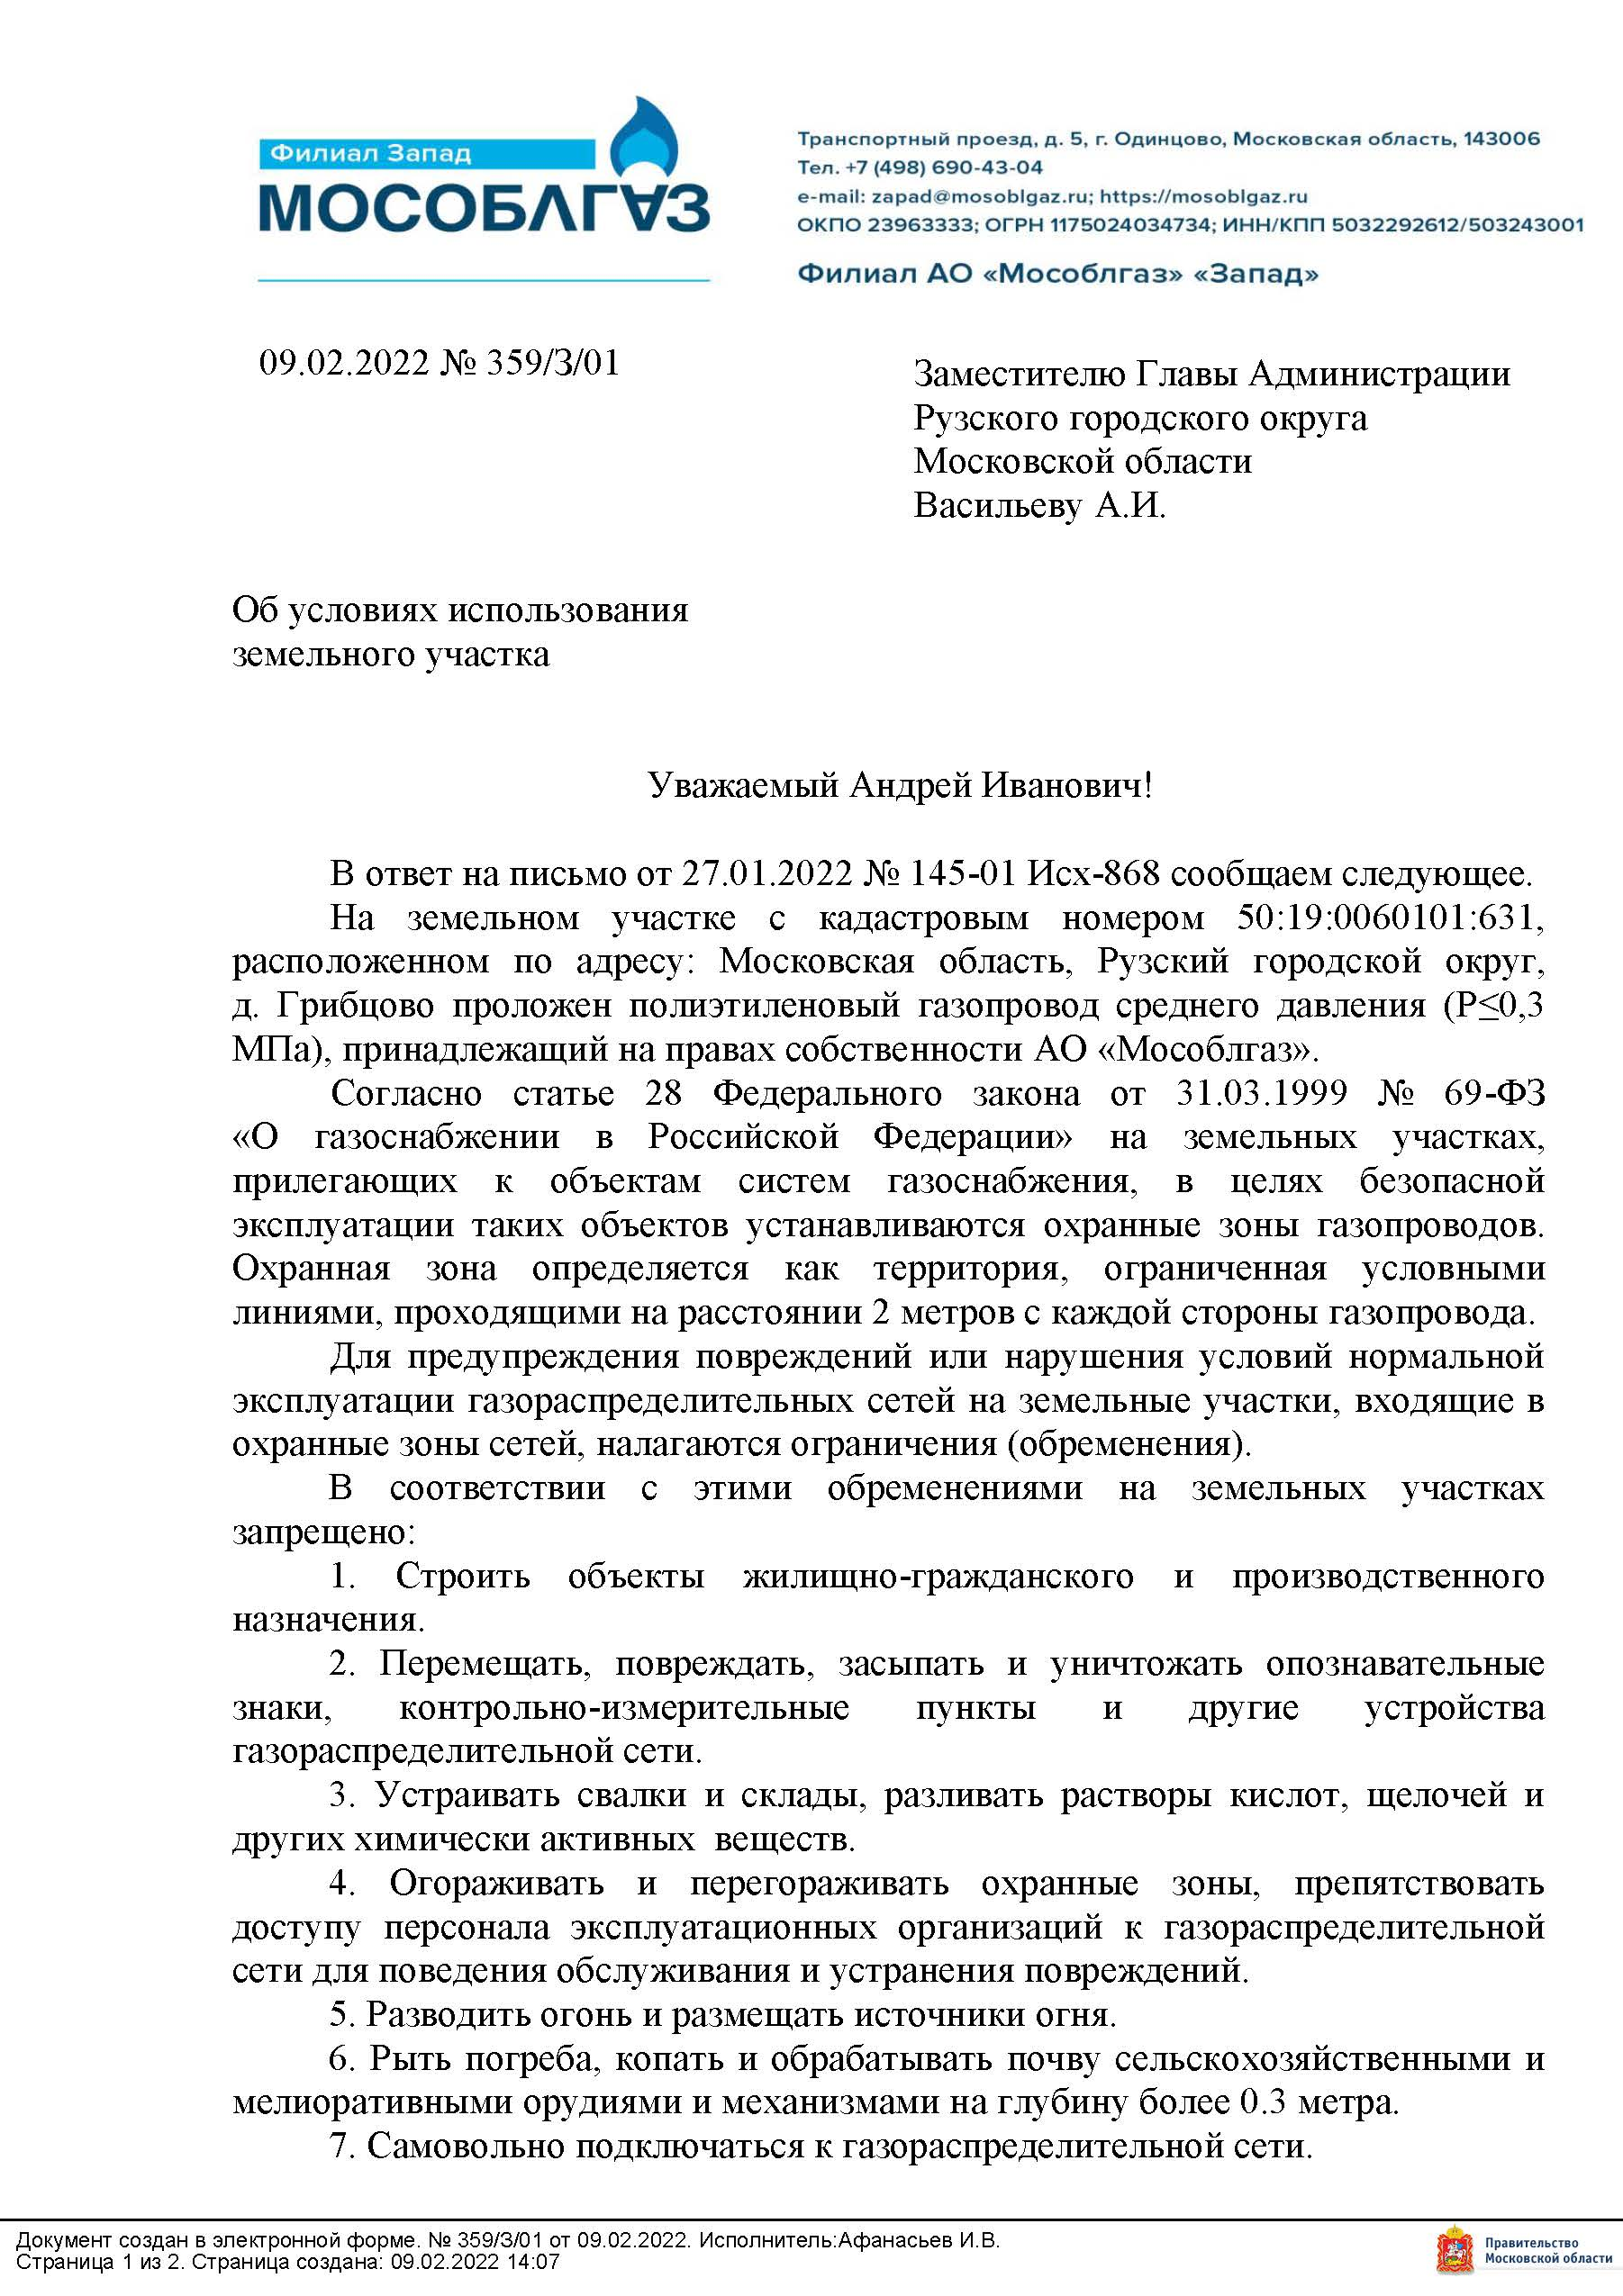 Филиал Запад
МОСОБЛГАЗ
Транспортный проезд, д. 5, г. Одинцово, Московская область, 143006
Тел. +7 (498) 690-43-04
e-mail: zapad@mosoblgaz.ru; https://mosoblgaz.ru
ОКПО 23963333; ОГРН 1175024034734; ИНН/КПП 5032292612/503243001
Филиал АО «Мособлгаз» «Запад»
09.02.2022 № 359/З/01
Заместителю Главы Администрации
Рузского городского округа
Московской области
Васильеву А.И.
Об условиях использования
земельного участка
Уважаемый Андрей Иванович!
В ответ на письмо от 27.01.2022 № 145-01 Исх-868 сообщаем следующее.
На земельном участке с кадастровым номером 50:19:0060101:631,
расположенном по адресу: Московская область, Рузский городской округ,
д. Грибцово проложен полиэтиленовый газопровод среднего давления (Р≤0,3
МПа), принадлежащий на правах собственности АО «Мособлгаз».
Согласно статье 28 Федерального закона от 31.03.1999 № 69-ФЗ
«О газоснабжении в Российской Федерации» на земельных участках,
прилегающих к объектам систем газоснабжения, в целях безопасной
эксплуатации таких объектов устанавливаются охранные зоны газопроводов.
Охранная зона определяется как территория, ограниченная условными
линиями, проходящими на расстоянии 2 метров с каждой стороны газопровода.
Для предупреждения повреждений или нарушения условий нормальной
эксплуатации газораспределительных сетей на земельные участки, входящие в
охранные зоны сетей, налагаются ограничения (обременения).
В соответствии с этими обременениями на земельных участках
запрещено:
1. Строить объекты жилищно-гражданского и производственного
назначения.
2. Перемещать, повреждать, засыпать и уничтожать опознавательные
знаки, контрольно-измерительные пункты и другие устройства
газораспределительной сети.
3. Устраивать свалки и склады, разливать растворы кислот, щелочей и
других химически активных веществ.
4. Огораживать и перегораживать охранные зоны, препятствовать
доступу персонала эксплуатационных организаций к газораспределительной
сети для поведения обслуживания и устранения повреждений.
5. Разводить огонь и размещать источники огня.
6. Рыть погреба, копать и обрабатывать почву сельскохозяйственными и
мелиоративными орудиями и механизмами на глубину более 0.3 метра.
7. Самовольно подключаться к газораспределительной сети.
Документ создан в электронной форме. № 359/З/01 от 09.02.2022. Исполнитель:Афанасьев И.В.
Страница 1 из 2. Страница создана: 09.02.2022 14:07
Правительство
Московской области